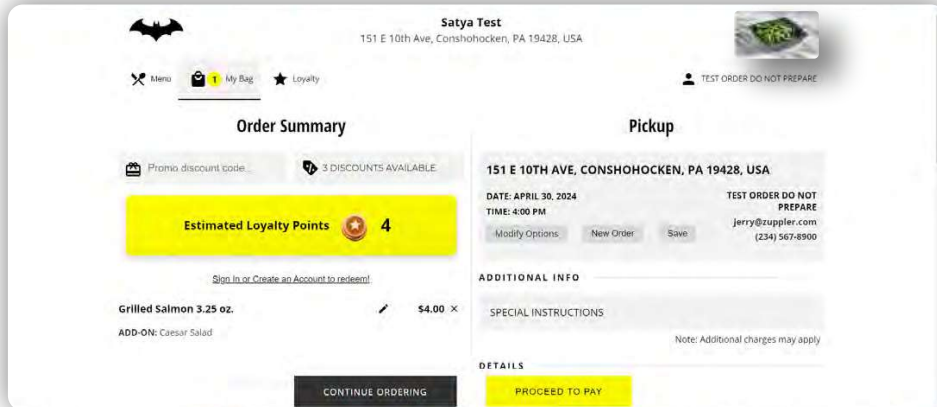 Satya Test
151 E 10th Ave, Conshohocken, PA 19428, USA
Menu
1 My Bag
Loyalty
TEST ORDER DO NOT PREPARE
Order Summary
Promo discount code...
3 DISCOUNTS AVAILABLE
Estimated Loyalty Points 4
Sign In or Create an Account to redeem!
Grilled Salmon 3.25 oz. $4.00 ×
ADD-ON: Caesar Salad
CONTINUE ORDERING
Pickup
151 E 10TH AVE, CONSHOHOCKEN, PA 19428, USA
DATE: APRIL 30, 2024
TIME: 4:00 PM
TEST ORDER DO NOT
PREPARE
jerry@zuppler.com
(234) 567-8900
Modify Options
New Order
Save
ADDITIONAL INFO
SPECIAL INSTRUCTIONS
Note: Additional charges may apply
DETAILS
PROCEED TO PAY